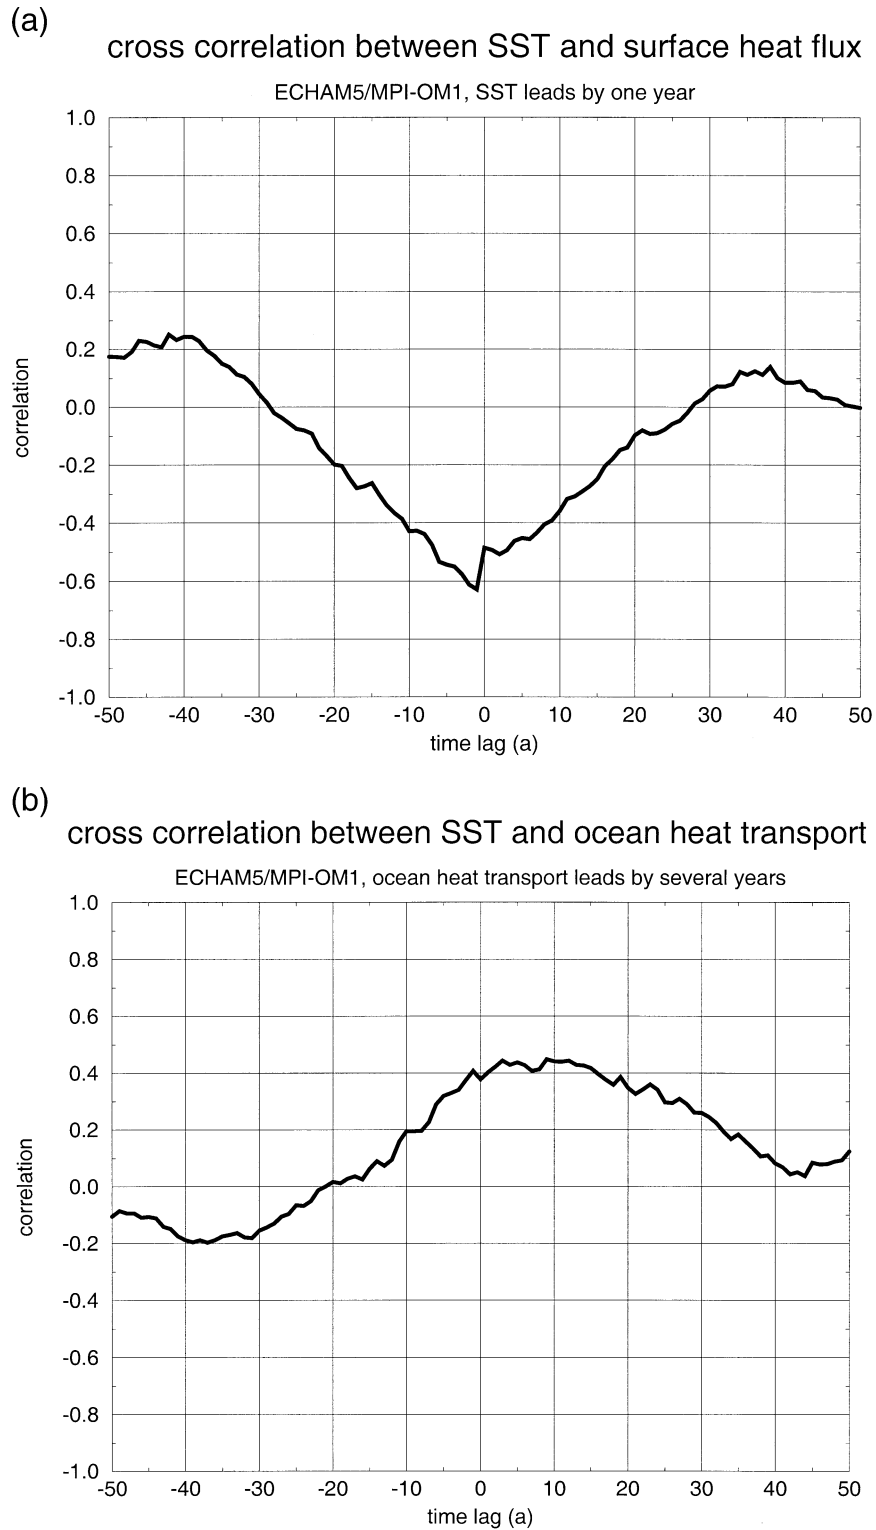 (a)
cross correlation between SST and surface heat flux
ECHAM5/MPI-OM1, SST leads by one year
1.0
0.8
0.6
0.4
0.2
0.0
-0.2
-0.4
-0.6
-0.8
-1.0
correlation
-50 -40 -30 -20 -10 0 10 20 30 40 50
time lag (a)
(b)
cross correlation between SST and ocean heat transport
ECHAM5/MPI-OM1, ocean heat transport leads by several years
1.0
0.8
0.6
0.4
0.2
0.0
-0.2
-0.4
-0.6
-0.8
-1.0
correlation
-50 -40 -30 -20 -10 0 10 20 30 40 50
time lag (a)